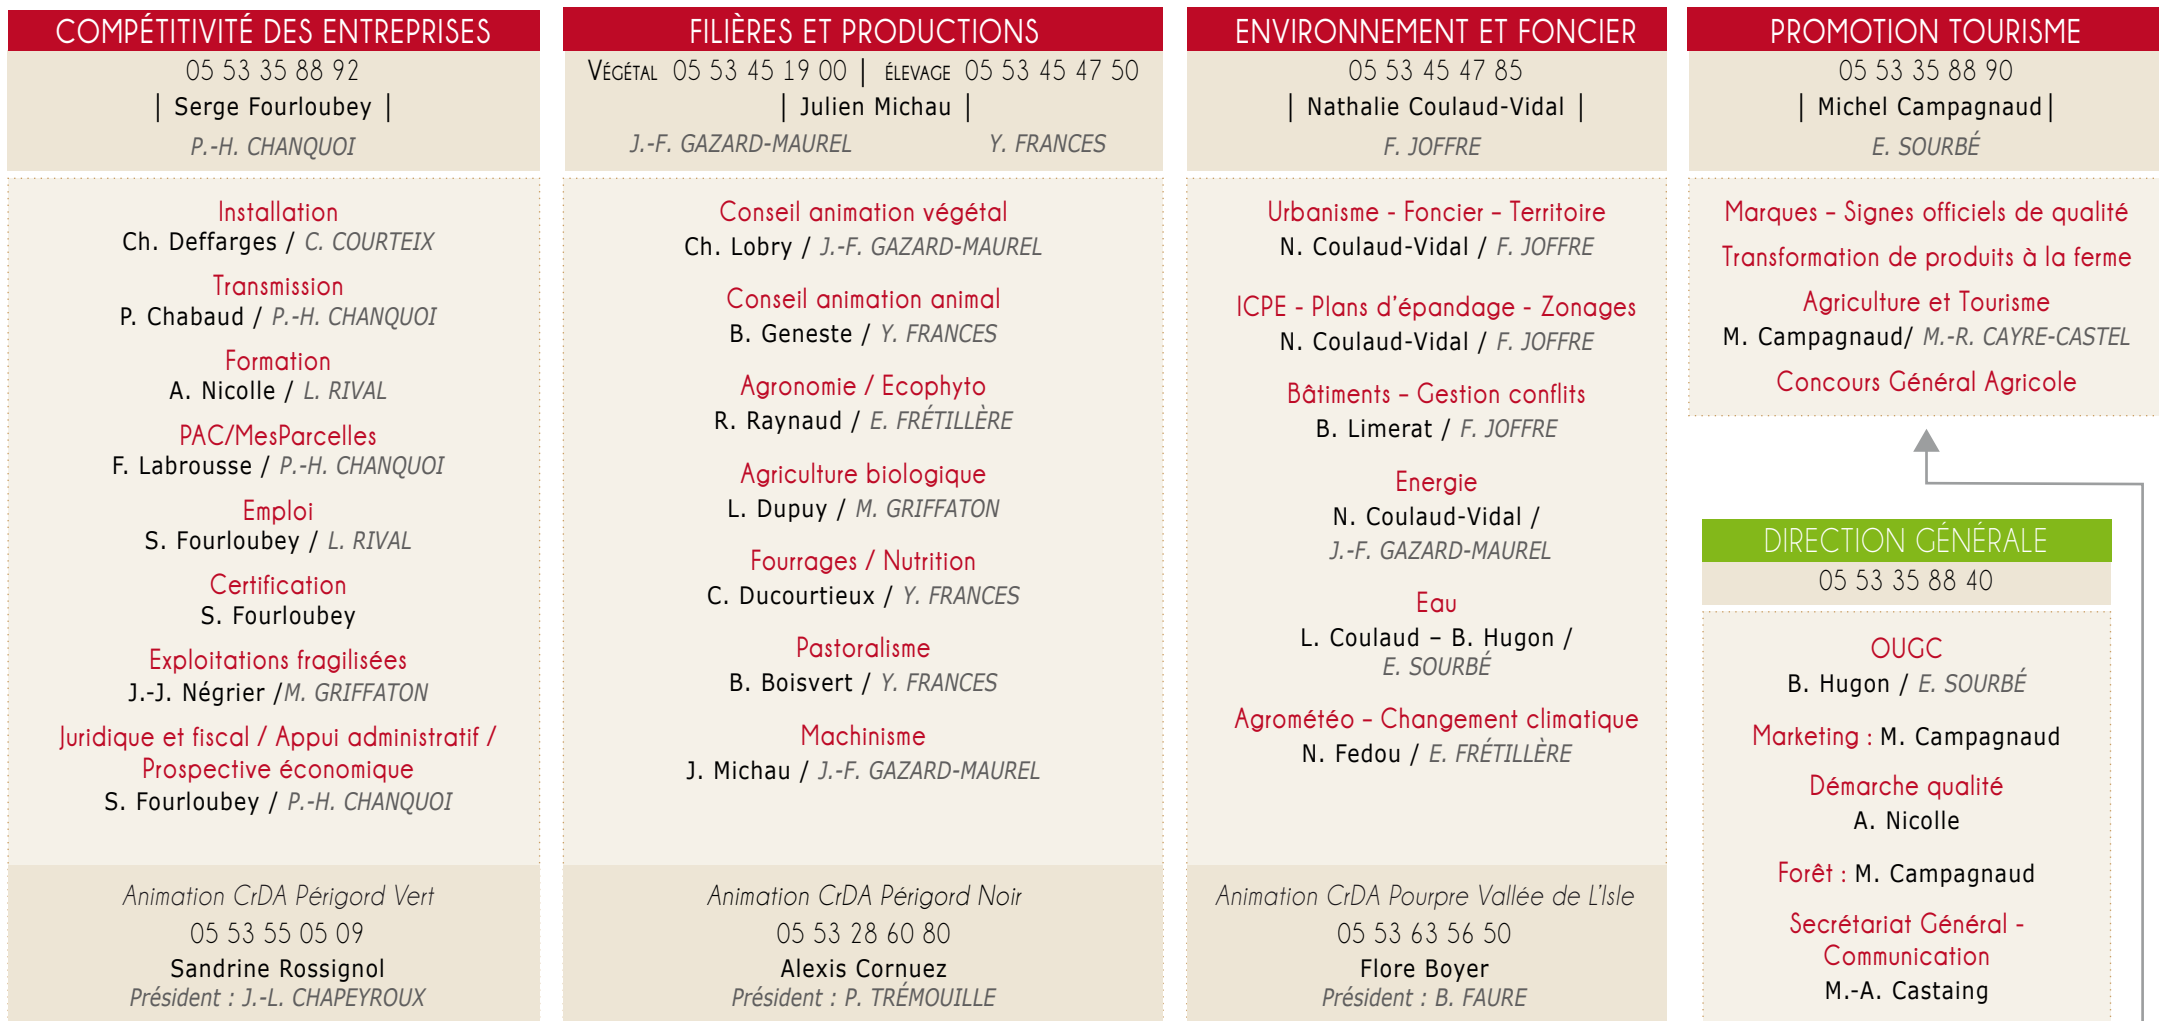 COMPÉTITIVITÉ DES ENTREPRISES
05 53 35 88 92
| Serge Fourloubey |
P.-H. CHANQUOI
Installation
Ch. Deffarges / C. COURTEIX
Transmission
P. Chabaud / P.-H. CHANQUOI
Formation
A. Nicolle / L. RIVAL
PAC/MesParcelles
F. Labrousse / P.-H. CHANQUOI
Emploi
S. Fourloubey / L. RIVAL
Certification
S. Fourloubey
Exploitations fragilisées
J.-J. Négrier /M. GRIFFATON
Juridique et fiscal / Appui administratif /
Prospective économique
S. Fourloubey / P.-H. CHANQUOI
Animation CrDA Périgord Vert
05 53 55 05 09
Sandrine Rossignol
Président : J.-L. CHAPEYROUX
FILIÈRES ET PRODUCTIONS
VÉGÉTAL 05 53 45 19 00 | ÉLEVAGE 05 53 45 47 50
| Julien Michau |
J.-F. GAZARD-MAUREL Y. FRANCES
Conseil animation végétal
Ch. Lobry / J.-F. GAZARD-MAUREL
Conseil animation animal
B. Geneste / Y. FRANCES
Agronomie / Ecophyto
R. Raynaud / E. FRÉTILLÈRE
Agriculture biologique
L. Dupuy / M. GRIFFATON
Fourrages / Nutrition
C. Ducourtieux / Y. FRANCES
Pastoralisme
B. Boisvert / Y. FRANCES
Machinisme
J. Michau / J.-F. GAZARD-MAUREL
Animation CrDA Périgord Noir
05 53 28 60 80
Alexis Cornuez
Président : P. TRÉMOUILLE
ENVIRONNEMENT ET FONCIER
05 53 45 47 85
| Nathalie Coulaud-Vidal |
F. JOFFRE
Urbanisme - Foncier – Territoire
N. Coulaud-Vidal / F. JOFFRE
ICPE - Plans d'épandage - Zonages
N. Coulaud-Vidal / F. JOFFRE
Bâtiments – Gestion conflits
B. Limerat / F. JOFFRE
Energie
N. Coulaud-Vidal /
J.-F. GAZARD-MAUREL
Eau
L. Coulaud – B. Hugon /
E. SOURBÉ
Agrométéo – Changement climatique
N. Fedou / E. FRÉTILLÈRE
Animation CrDA Pourpre Vallée de L'Isle
05 53 63 56 50
Flore Boyer
Président : B. FAURE
PROMOTION TOURISME
05 53 35 88 90
| Michel Campagnaud|
E. SOURBÉ
Marques – Signes officiels de qualité
Transformation de produits à la ferme
Agriculture et Tourisme
M. Campagnaud/ M.-R. CAYRE-CASTEL
Concours Général Agricole
DIRECTION GÉNÉRALE
05 53 35 88 40
OUGC
B. Hugon / E. SOURBÉ
Marketing : M. Campagnaud
Démarche qualité
A. Nicolle
Forêt : M. Campagnaud
Secrétariat Général -
Communication
M.-A. Castaing